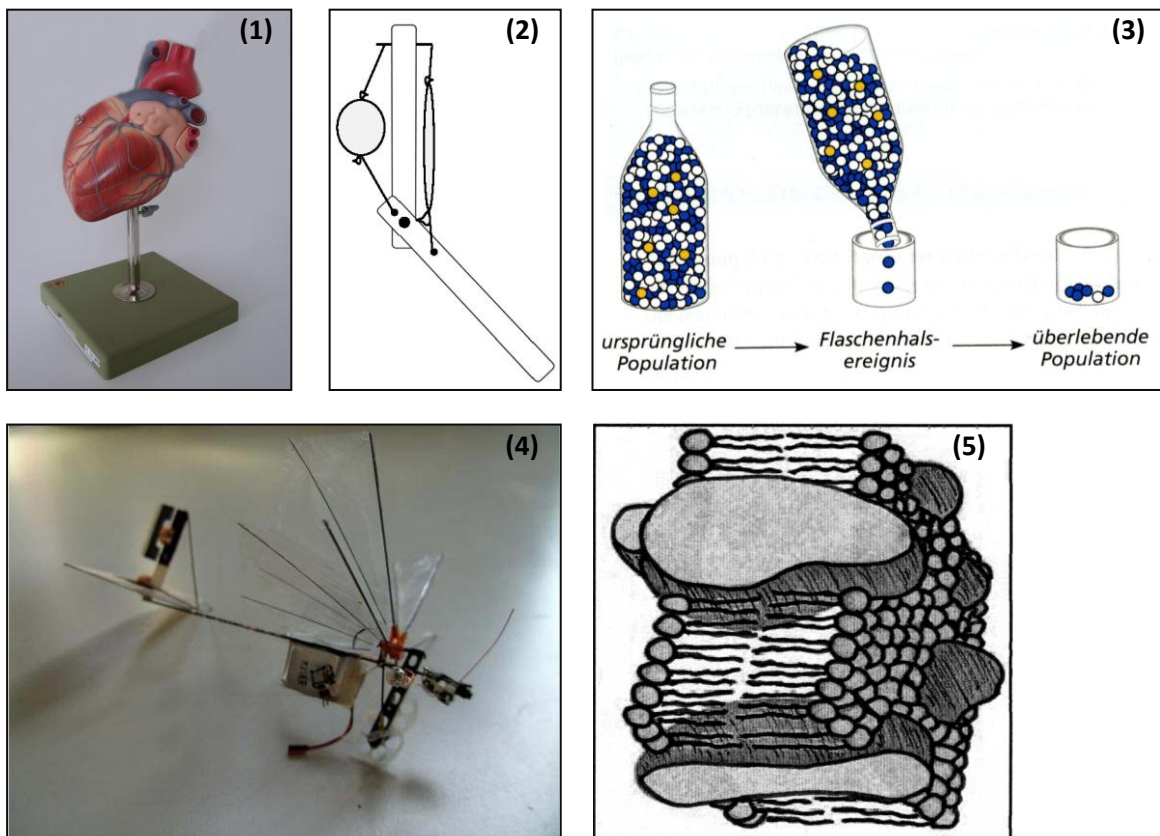 (1)
(2)
(3)
ursprüngliche
Population
Flaschenhals-
ereignis
überlebende
Population
(4)
(5)